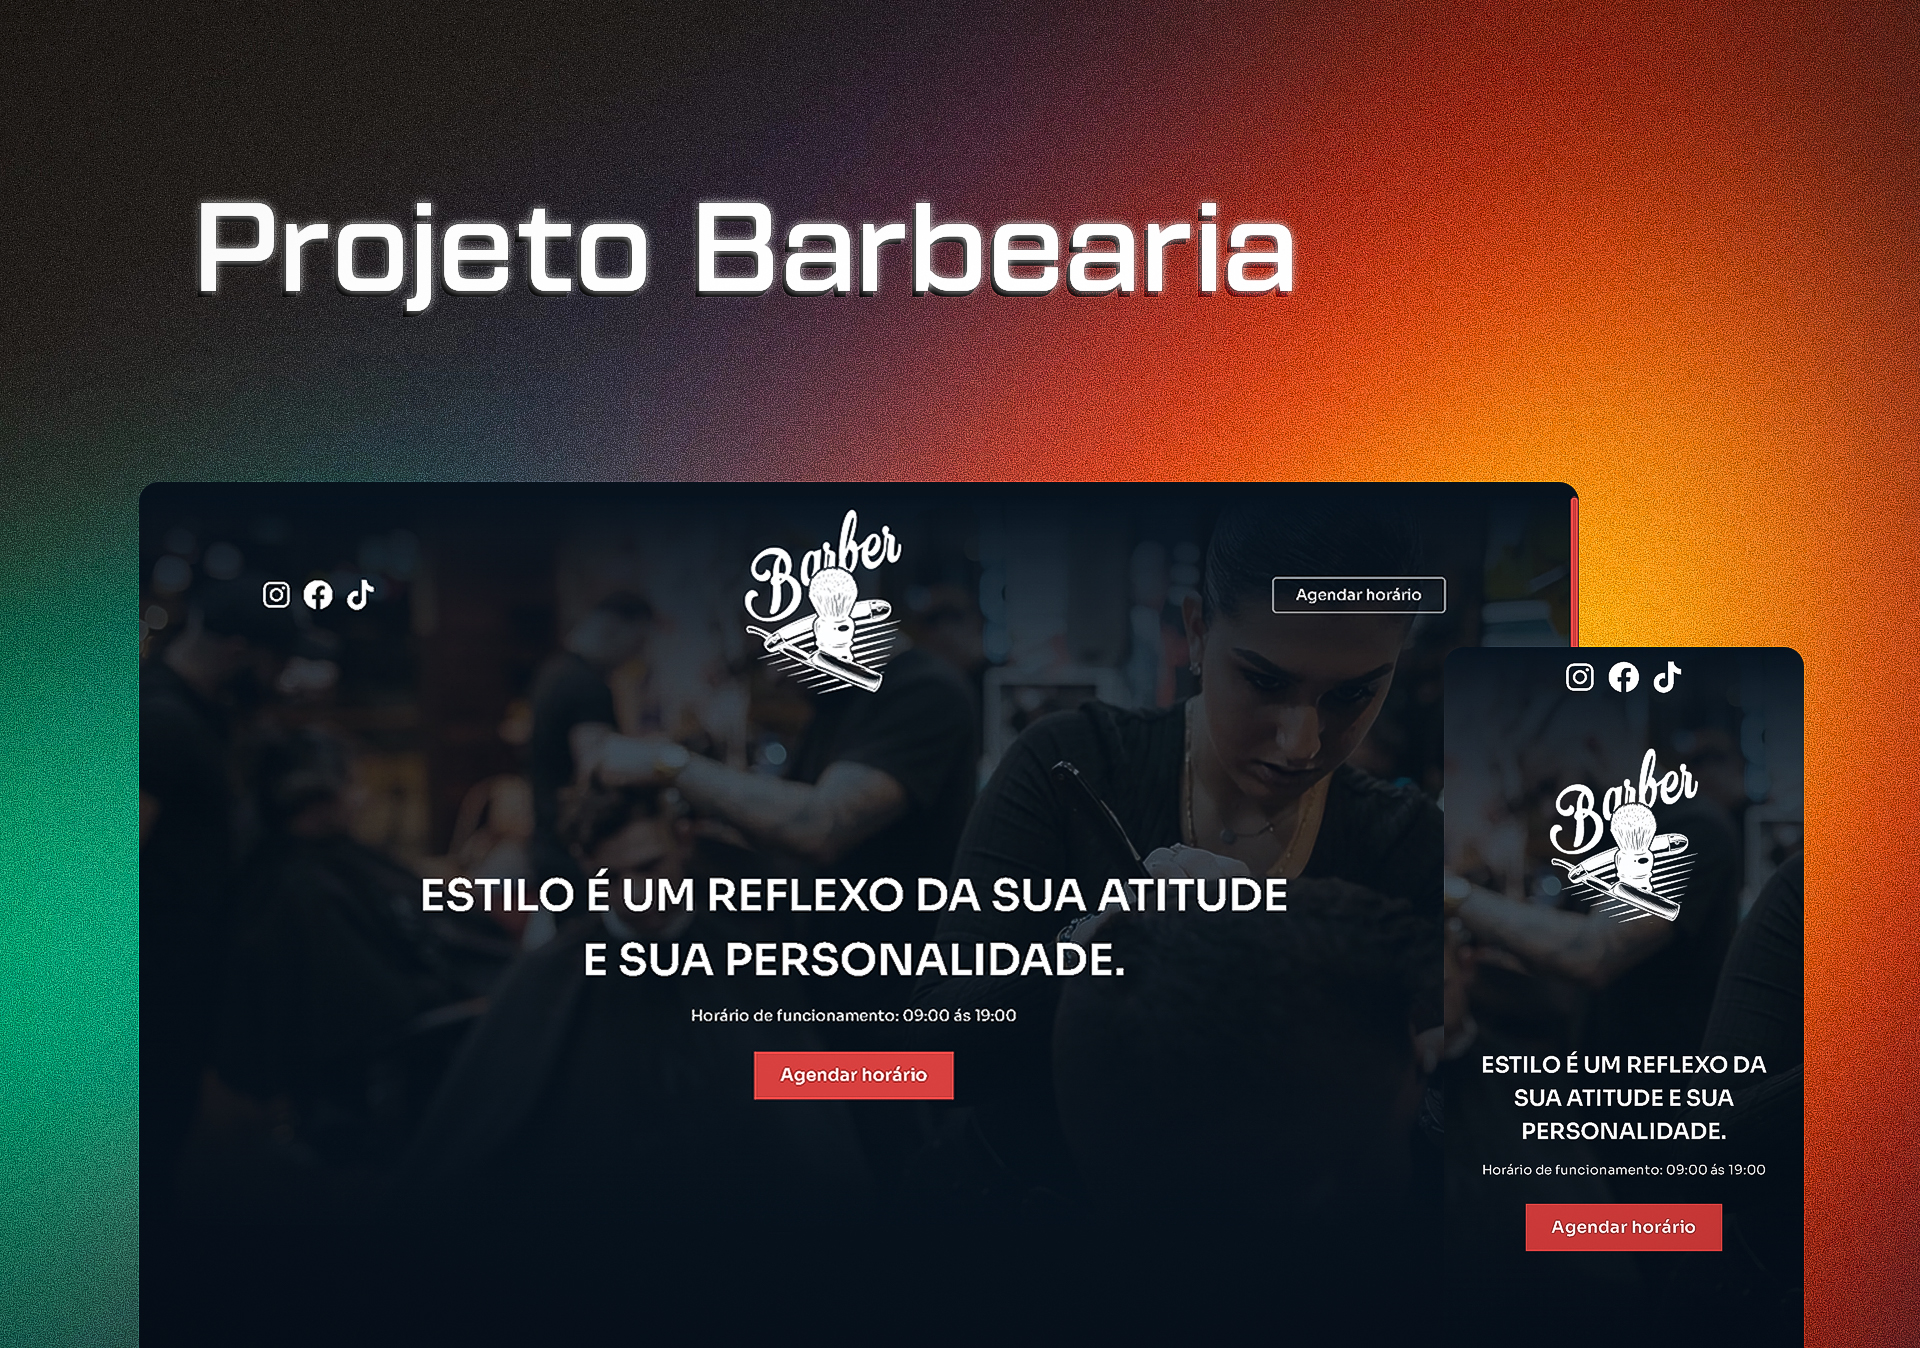 Projeto Barbearia
Barber
Agendar horário
ESTILO É UM REFLEXO DA SUA ATITUDE
E SUA PERSONALIDADE.
Horário de funcionamento: 09:00 ás 19:00
Agendar horário
Barber
ESTILO É UM REFLEXO DA
SUA ATITUDE E SUA
PERSONALIDADE.
Horário de funcionamento: 09:00 ás 19:00
Agendar horário